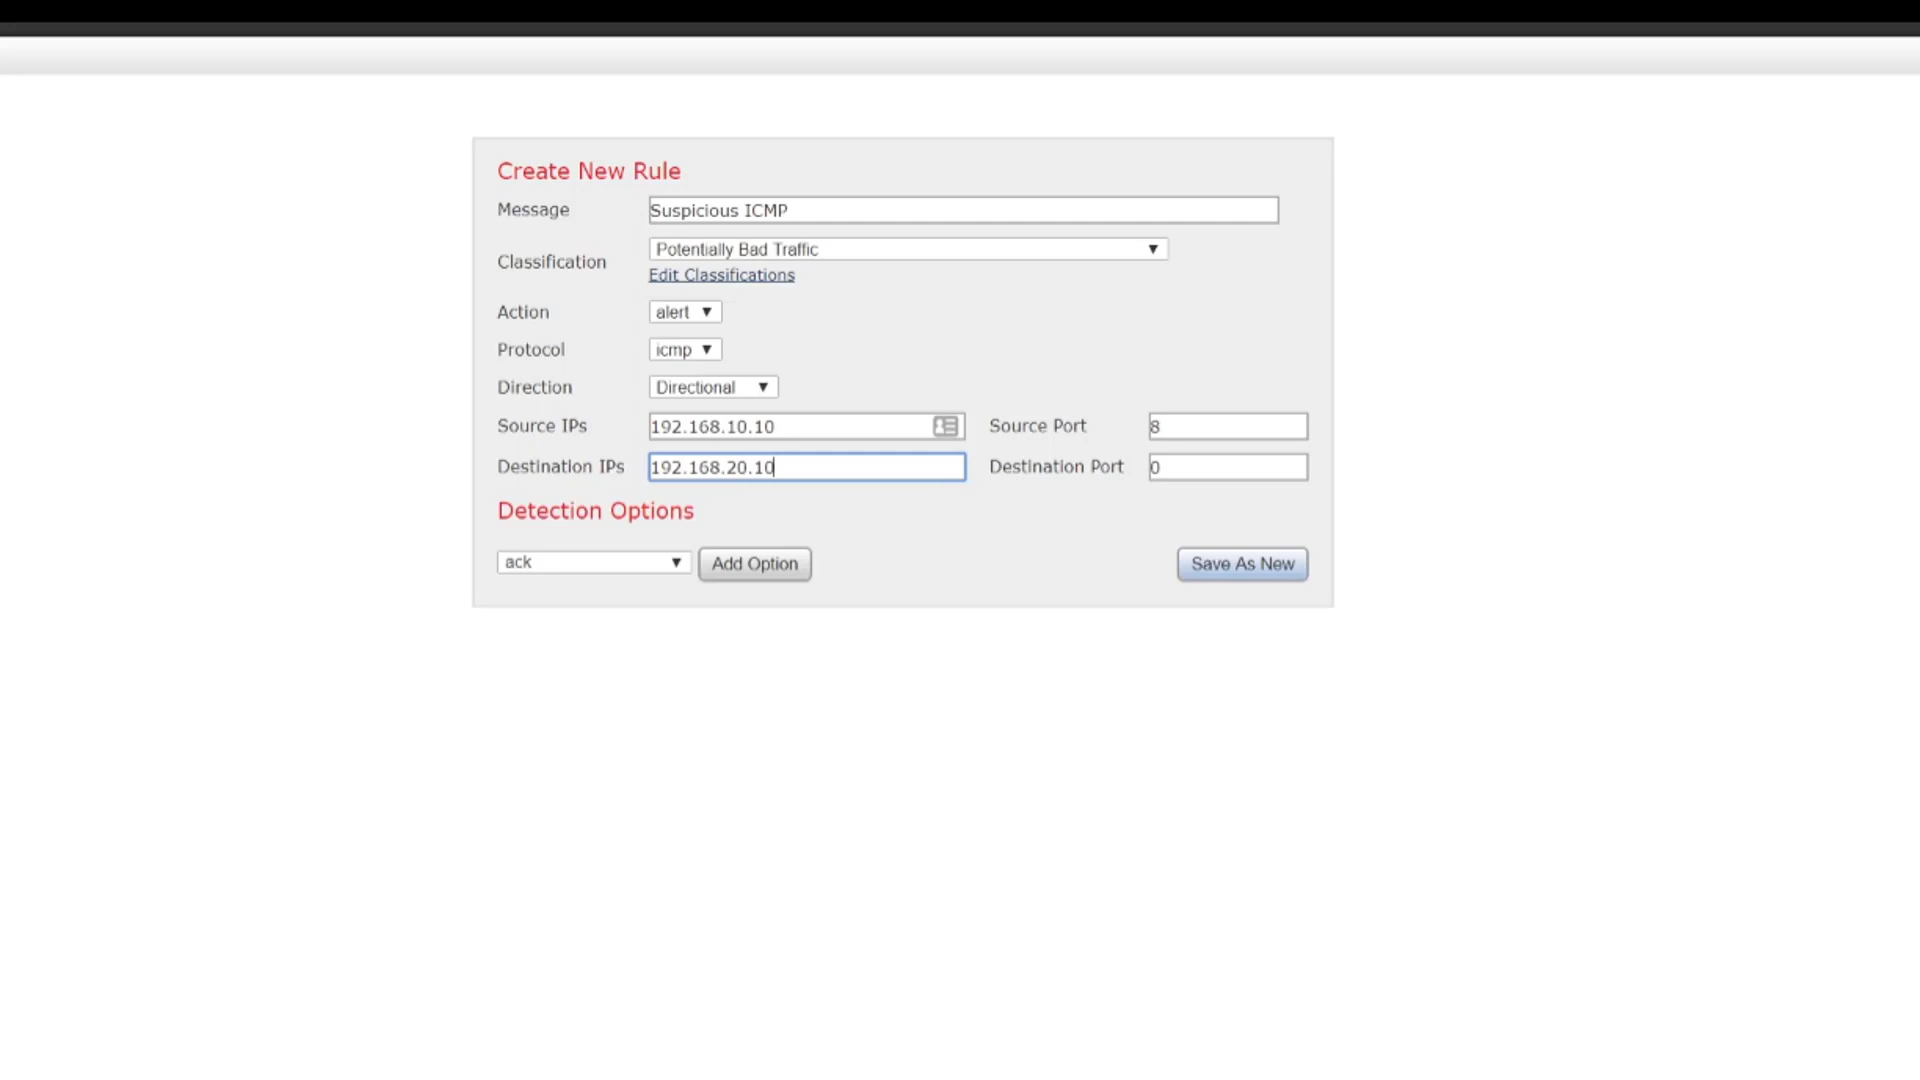 Create New Rule
Message Suspicious ICMP
Classification Potentially Bad Traffic
Edit Classifications
Action alert
Protocol icmp
Direction Directional
Source IPs 192.168.10.10 Source Port 8
Destination IPs 192.168.20.10 Destination Port 0
Detection Options
ack Add Option Save As New